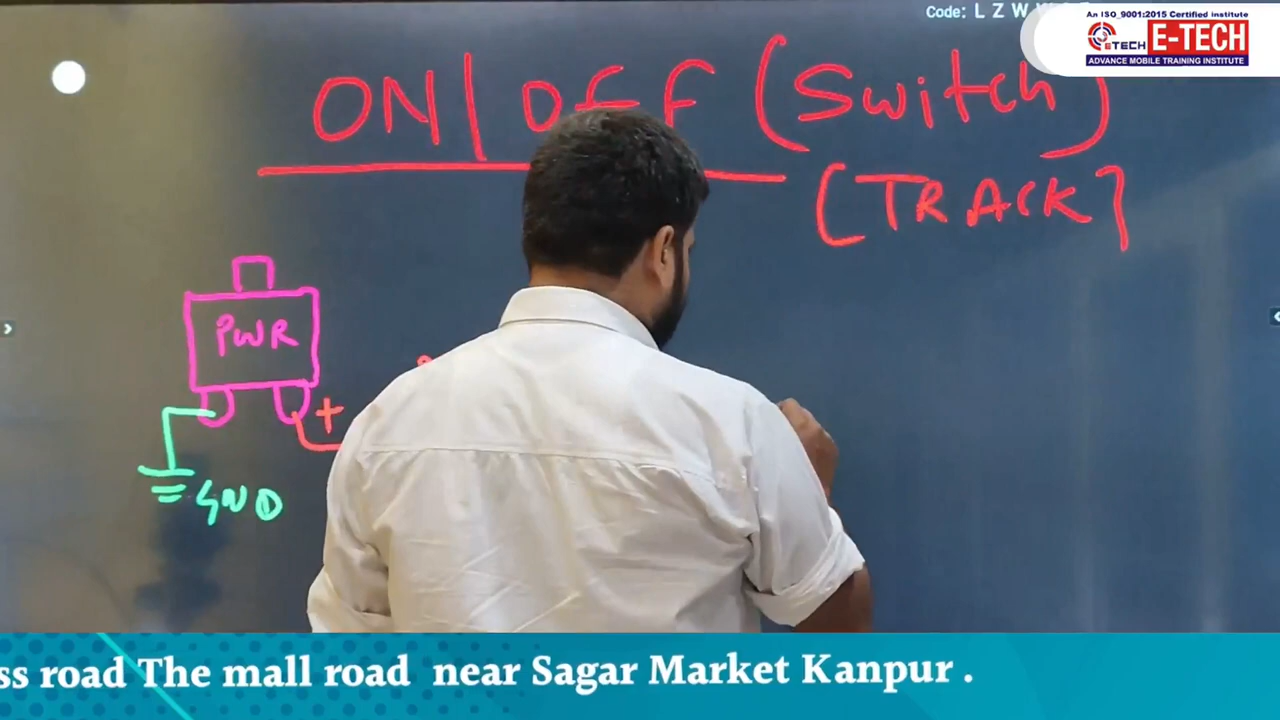 Code: L Z W
An ISO 9001:2015 Certified institute
eTECH E-TECH
ADVANCE MOBILE TRAINING INSTITUTE
ON/OFF (Switch)
[TRACK]
PWR
+
GND
ss road The mall road near Sagar Market Kanpur .